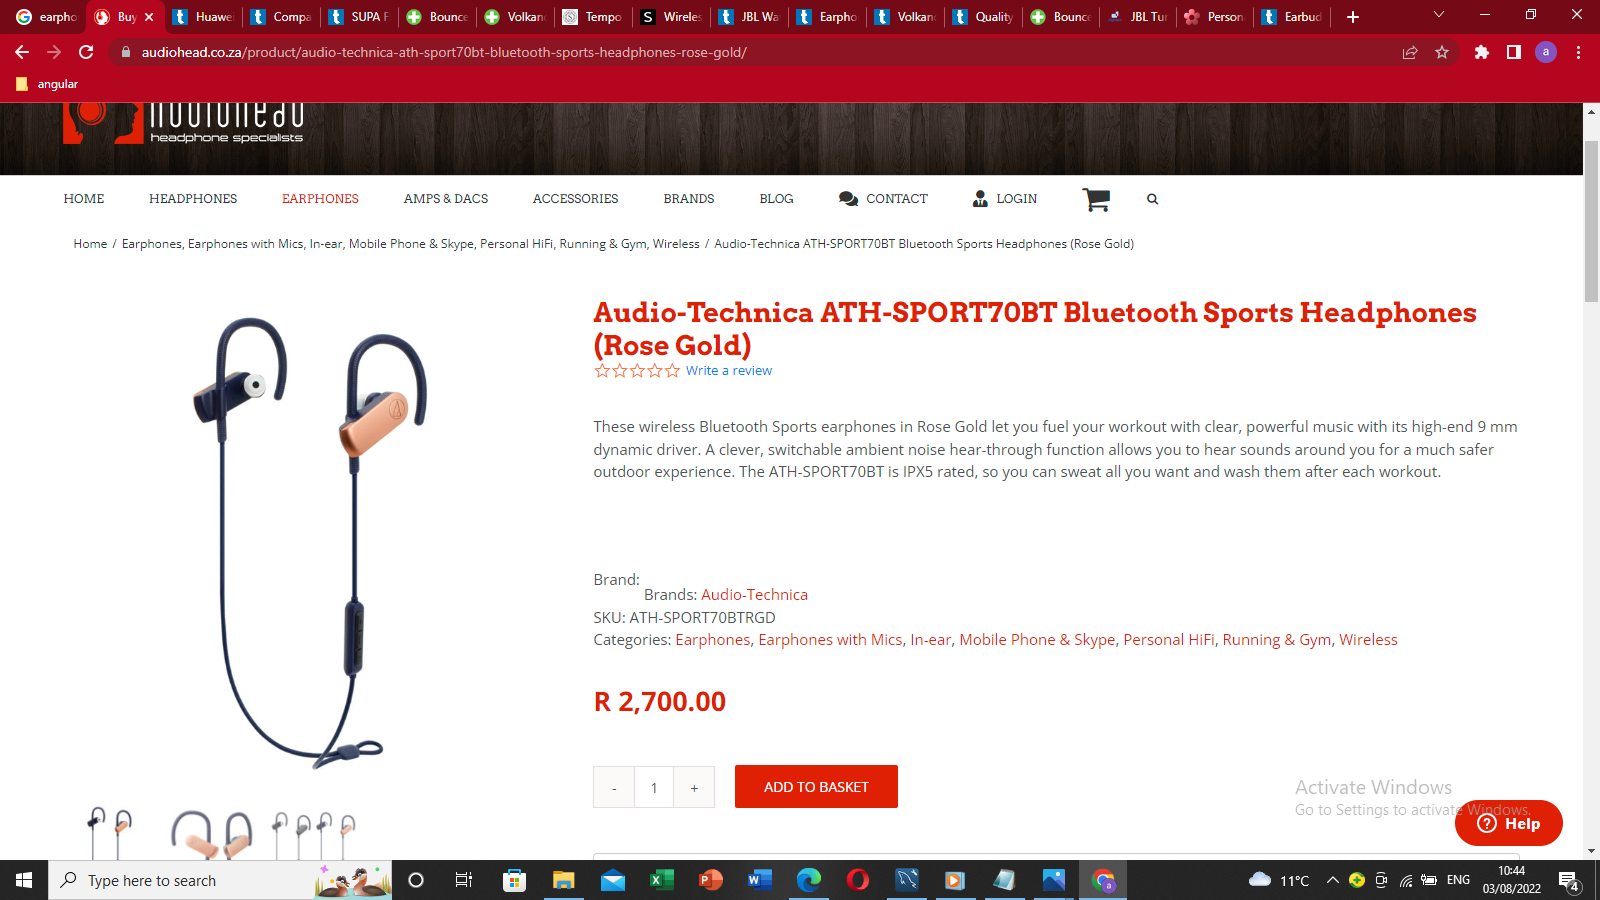 earpho
Buy
Huawei
Compa
SUPA F
Bounce
Volkano
Tempo
Wireles
JBL Wa
Earpho
Volkano
Quality
Bounce
JBL Tun
Person
Earbud
audiohead.co.za/product/audio-technica-ath-sport70bt-bluetooth-sports-headphones-rose-gold/
a
angular
AUDIOHEAD
headphone specialists
HOME HEADPHONES EARPHONES AMPS & DACS ACCESSORIES BRANDS BLOG CONTACT LOGIN
Home / Earphones, Earphones with Mics, In-ear, Mobile Phone & Skype, Personal HiFi, Running & Gym, Wireless / Audio-Technica ATH-SPORT70BT Bluetooth Sports Headphones (Rose Gold)
Audio-Technica ATH-SPORT70BT Bluetooth Sports Headphones
(Rose Gold)
Write a review
These wireless Bluetooth Sports earphones in Rose Gold let you fuel your workout with clear, powerful music with its high-end 9 mm
dynamic driver. A clever, switchable ambient noise hear-through function allows you to hear sounds around you for a much safer
outdoor experience. The ATH-SPORT70BT is IPX5 rated, so you can sweat all you want and wash them after each workout.
Brand:
Brands: Audio-Technica
SKU: ATH-SPORT70BTRGD
Categories: Earphones, Earphones with Mics, In-ear, Mobile Phone & Skype, Personal HiFi, Running & Gym, Wireless
R 2,700.00
- 1 + ADD TO BASKET
Activate Windows
Go to Settings to activate Windows.
Help
Type here to search
11°C
ENG
10:44
03/08/2022
4